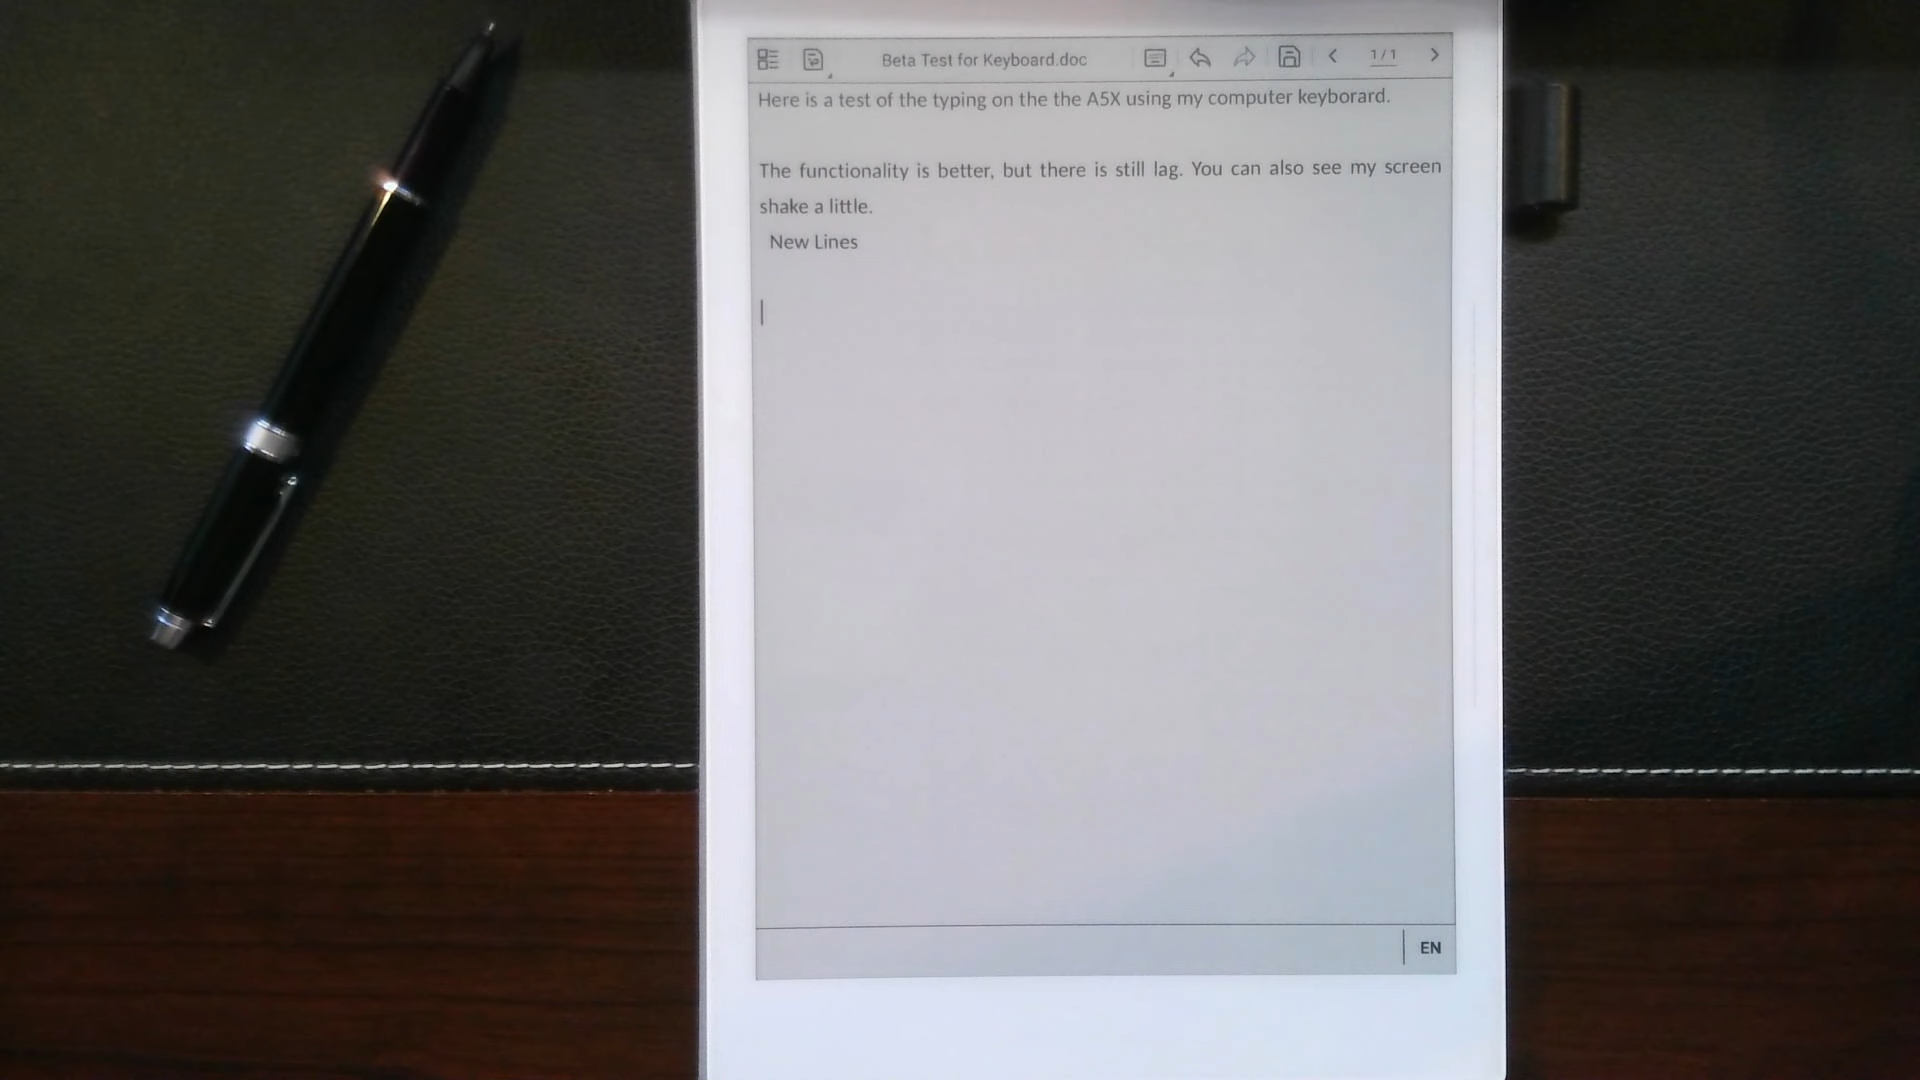 Beta Test for Keyboard.doc
1/1
Here is a test of the typing on the the A5X using my computer keyborard.
The functionality is better, but there is still lag. You can also see my screen
shake a little.
New Lines
EN